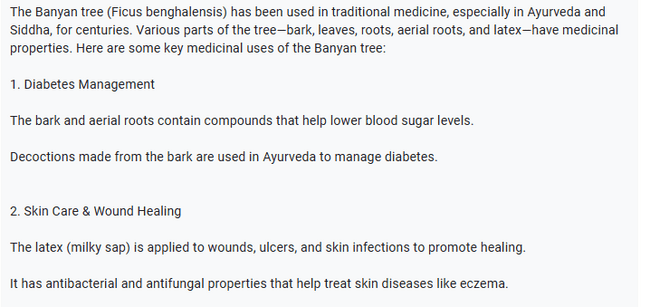 The Banyan tree (Ficus benghalensis) has been used in traditional medicine, especially in Ayurveda and
Siddha, for centuries. Various parts of the tree—bark, leaves, roots, aerial roots, and latex—have medicinal
properties. Here are some key medicinal uses of the Banyan tree:
1. Diabetes Management
The bark and aerial roots contain compounds that help lower blood sugar levels.
Decoctions made from the bark are used in Ayurveda to manage diabetes.
2. Skin Care & Wound Healing
The latex (milky sap) is applied to wounds, ulcers, and skin infections to promote healing.
It has antibacterial and antifungal properties that help treat skin diseases like eczema.